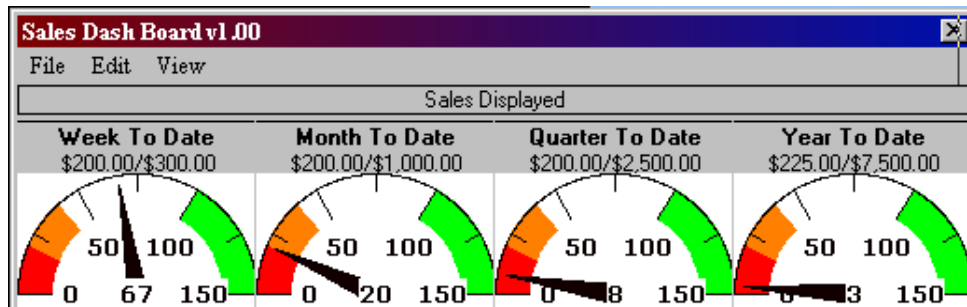 Sales Dash Board v1.00
File Edit View
Sales Displayed
Week To Date Month To Date Quarter To Date Year To Date
$200.00/$300.00 $200.00/$1,000.00 $200.00/$2,500.00 $225.00/$7,500.00
50 100 50 100 50 100 50 100
0 67 150 0 20 150 0 8 150 0 3 150